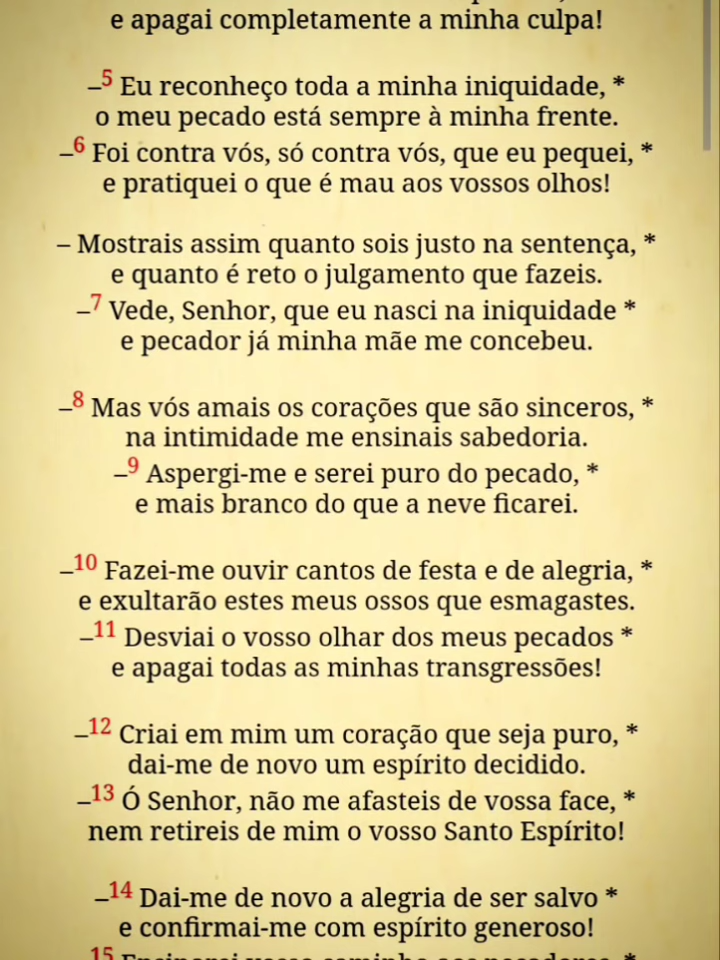 e apagai completamente a minha culpa!
–5 Eu reconheço toda a minha iniquidade, *
o meu pecado está sempre à minha frente.
–6 Foi contra vós, só contra vós, que eu pequei, *
e pratiquei o que é mau aos vossos olhos!
– Mostrais assim quanto sois justo na sentença, *
e quanto é reto o julgamento que fazeis.
–7 Vede, Senhor, que eu nasci na iniquidade *
e pecador já minha mãe me concebeu.
–8 Mas vós amais os corações que são sinceros, *
na intimidade me ensinais sabedoria.
–9 Aspergi-me e serei puro do pecado, *
e mais branco do que a neve ficarei.
–10 Fazei-me ouvir cantos de festa e de alegria, *
e exultarão estes meus ossos que esmagastes.
–11 Desviai o vosso olhar dos meus pecados *
e apagai todas as minhas transgressões!
–12 Criai em mim um coração que seja puro, *
dai-me de novo um espírito decidido.
–13 Ó Senhor, não me afasteis de vossa face, *
nem retireis de mim o vosso Santo Espírito!
–14 Dai-me de novo a alegria de ser salvo *
e confirmai-me com espírito generoso!
15